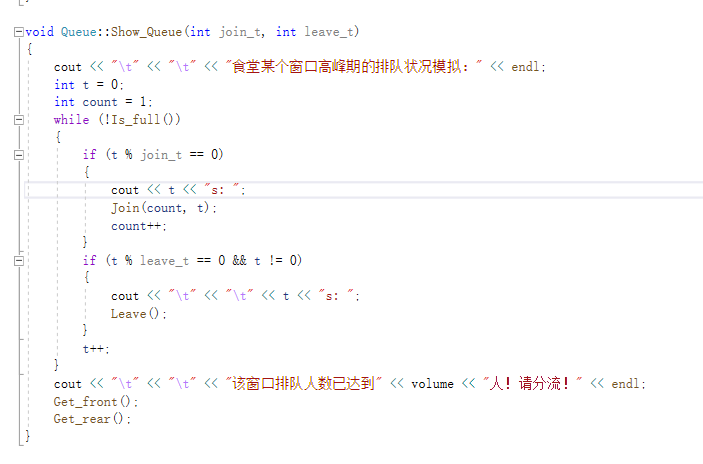 void Queue::Show_Queue(int join_t, int leave_t)
{
cout << "\t" << "\t" << "食堂某个窗口高峰期的排队状况模拟：" << endl;
int t = 0;
int count = 1;
while (!Is_full())
{
if (t % join_t == 0)
{
cout << t << "s: ";
Join(count, t);
count++;
}
if (t % leave_t == 0 && t != 0)
{
cout << "\t" << "\t" << t << "s: ";
Leave();
}
t++;
}
cout << "\t" << "\t" << "该窗口排队人数已达到" << volume << "人！请分流！" << endl;
Get_front();
Get_rear();
}